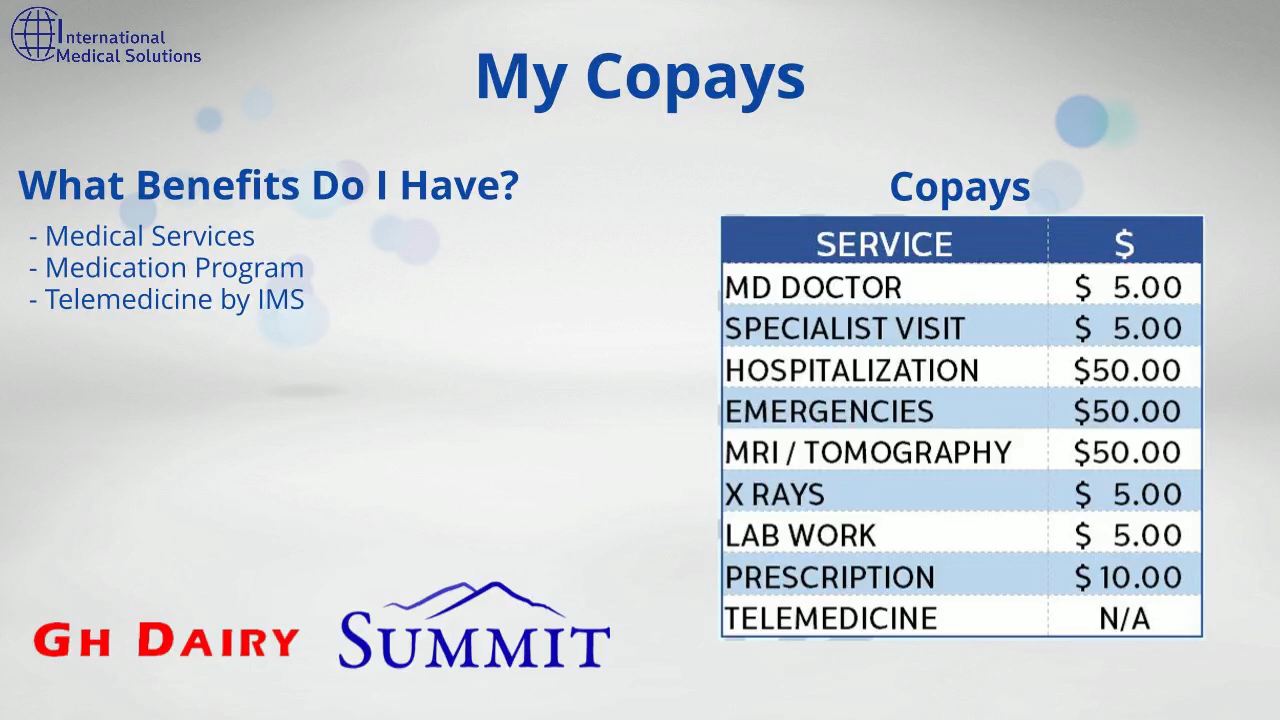 International
Medical Solutions
My Copays
What Benefits Do I Have?
- Medical Services
- Medication Program
- Telemedicine by IMS
Copays
SERVICE $
MD DOCTOR $ 5.00
SPECIALIST VISIT $ 5.00
HOSPITALIZATION $50.00
EMERGENCIES $50.00
MRI / TOMOGRAPHY $50.00
X RAYS $ 5.00
LAB WORK $ 5.00
PRESCRIPTION $ 10.00
TELEMEDICINE N/A
GH DAIRY
SUMMIT